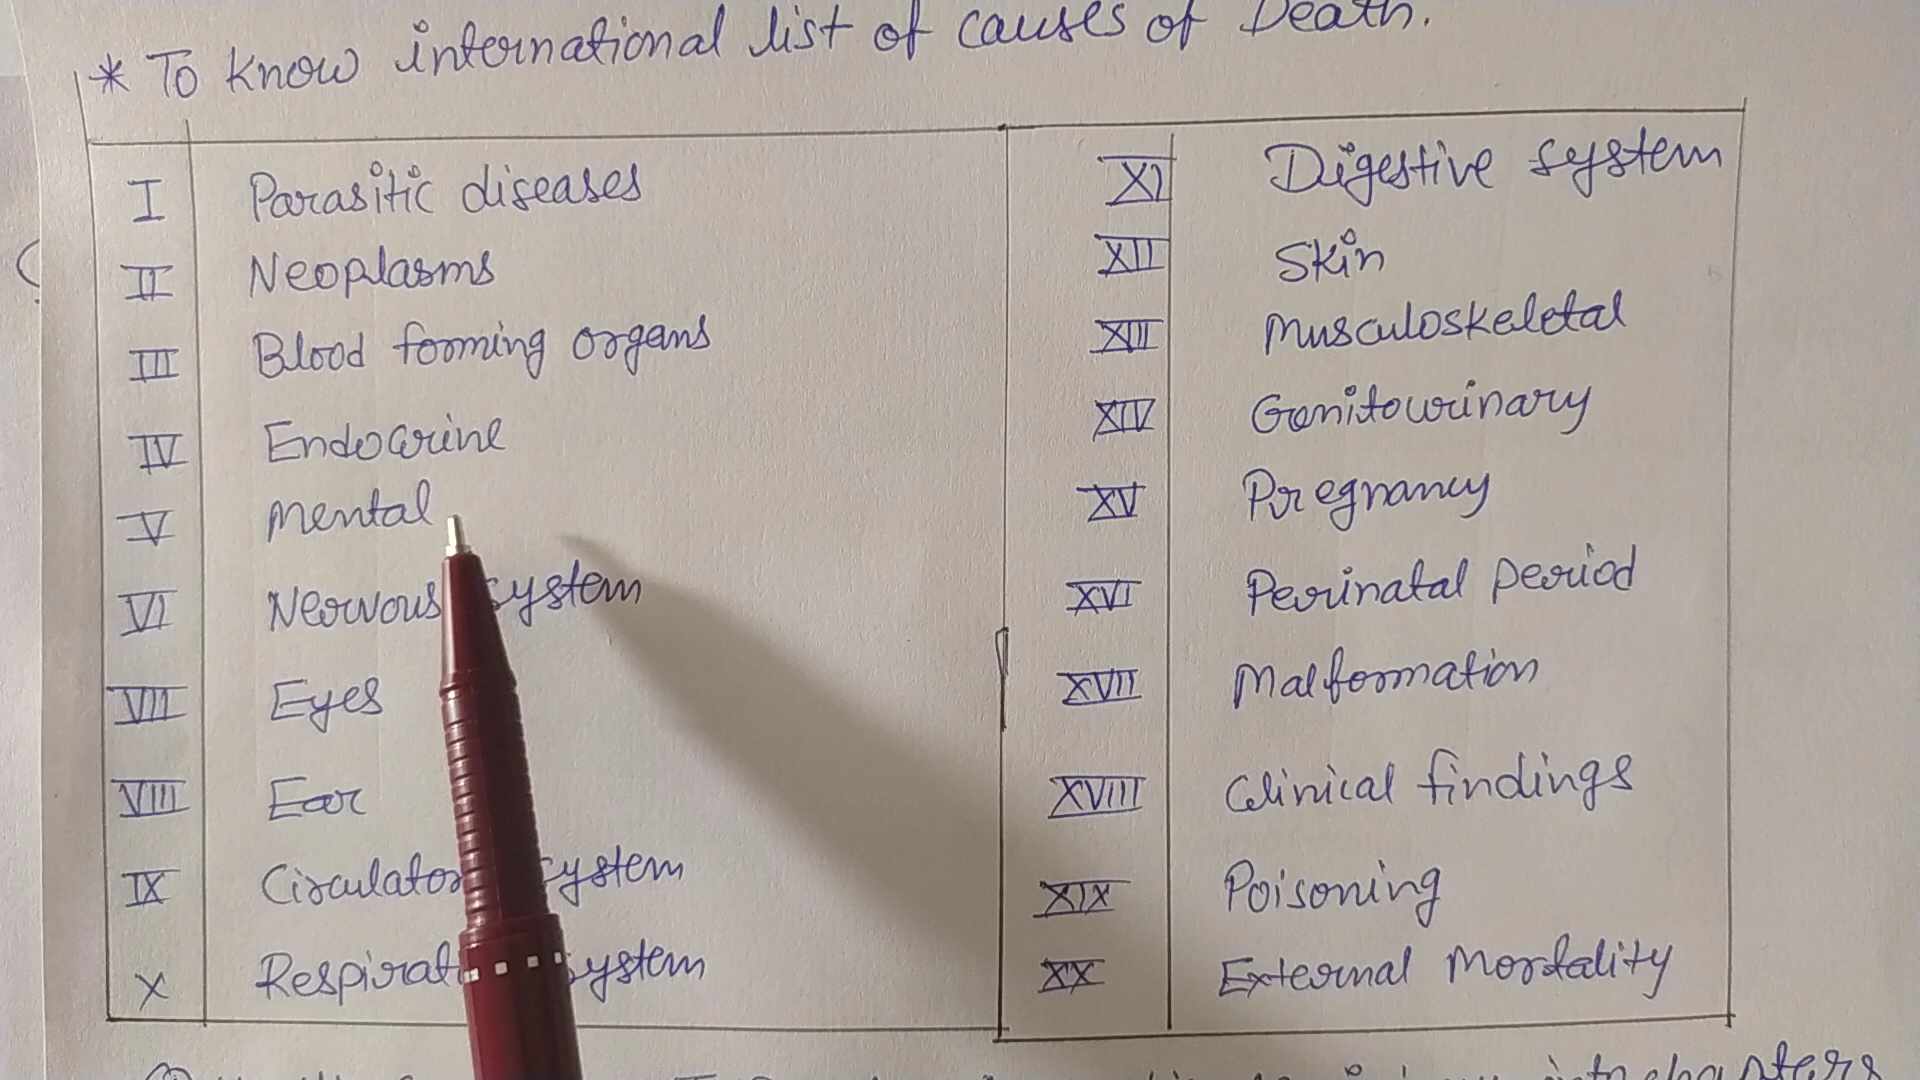 * To know international list of causes of Death.
I Parasitic diseases
II Neoplasms
III Blood forming organs
IV Endocrine
V Mental
VI Nervous system
VII Eyes
VIII Ear
IX Circulatory system
X Respiratory system
XI Digestive system
XII Skin
XIII Musculoskeletal
XIV Genitourinary
XV Pregnancy
XVI Perinatal period
XVII Malformation
XVIII Clinical findings
XIX Poisoning
XX External Mortality
into chapters